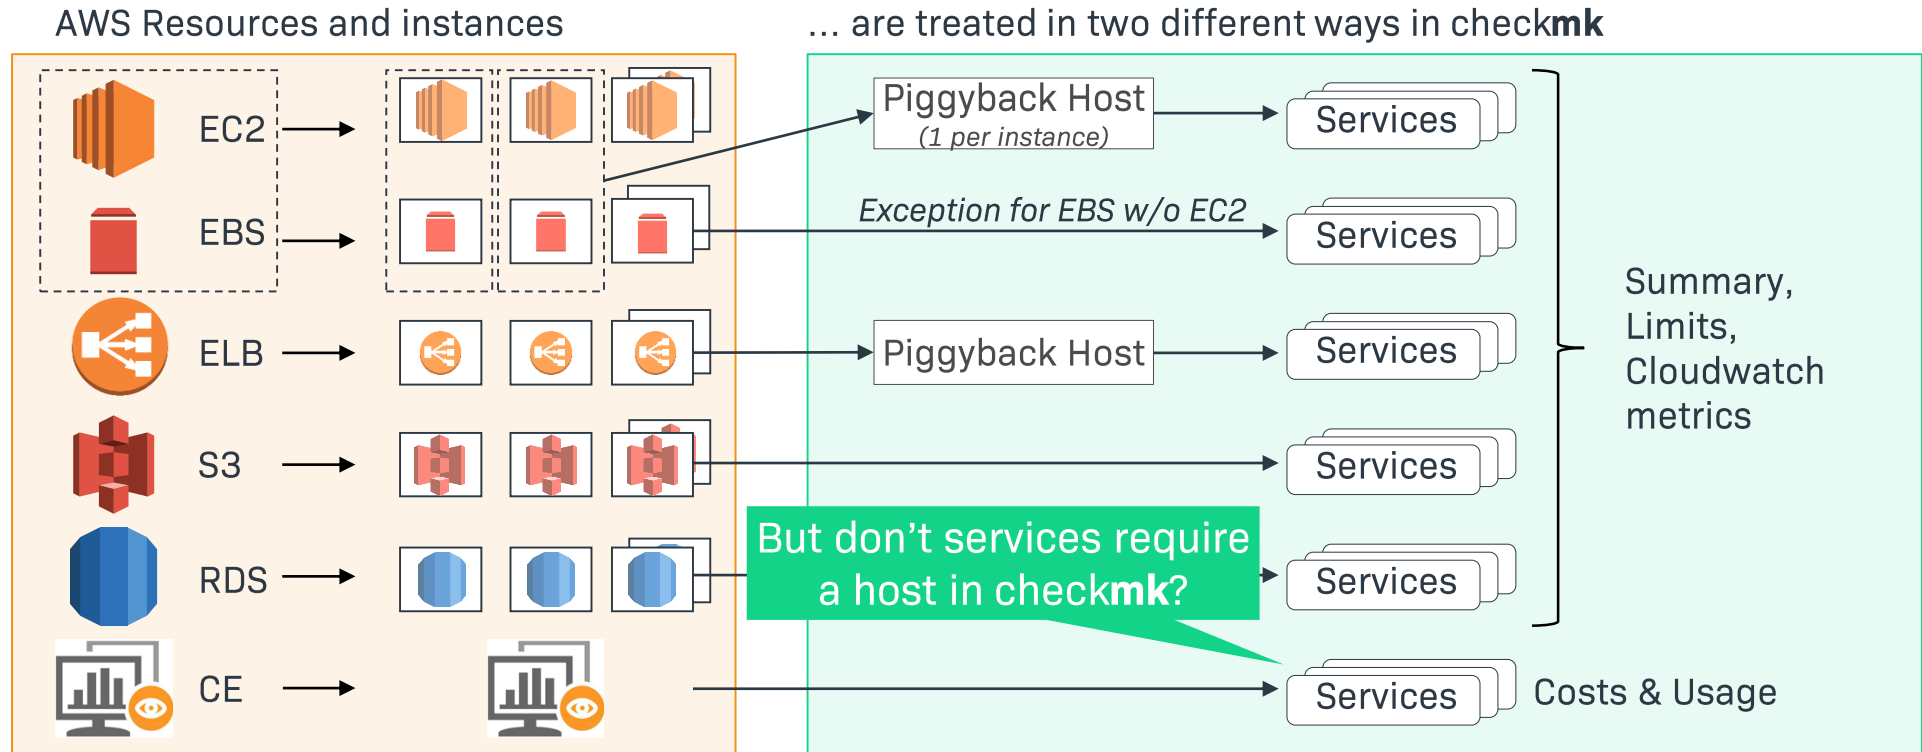 AWS Resources and instances
... are treated in two different ways in checkmk
EC2
Piggyback Host
(1 per instance)
Services
EBS
Exception for EBS w/o EC2
Services
ELB
Piggyback Host
Services
Summary,
Limits,
Cloudwatch
metrics
S3
Services
But don't services require
a host in checkmk?
RDS
Services
CE
Services
Costs & Usage